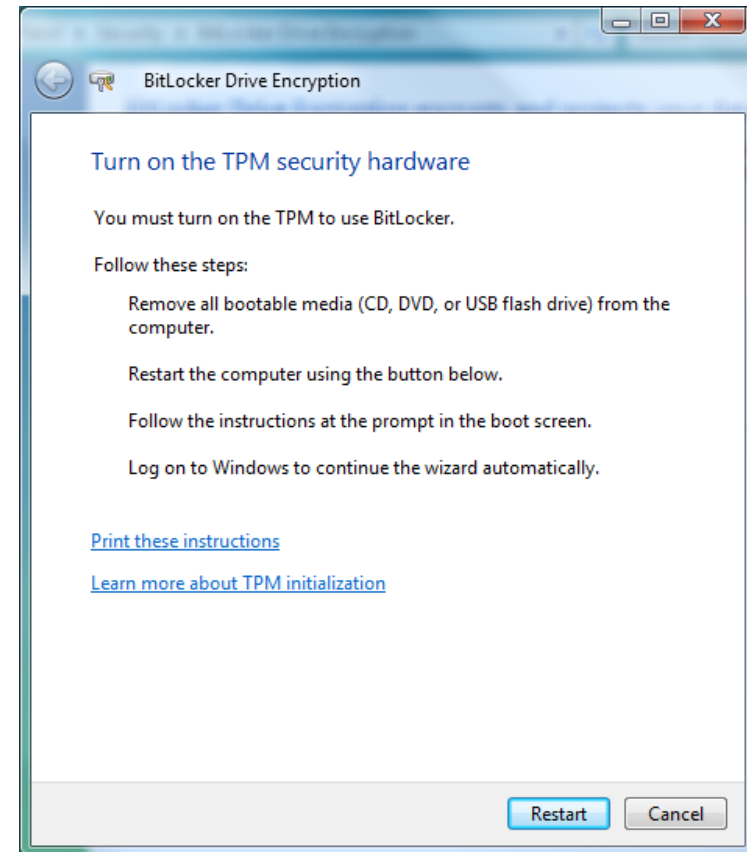 BitLocker Drive Encryption
Turn on the TPM security hardware
You must turn on the TPM to use BitLocker.
Follow these steps:
Remove all bootable media (CD, DVD, or USB flash drive) from the
computer.
Restart the computer using the button below.
Follow the instructions at the prompt in the boot screen.
Log on to Windows to continue the wizard automatically.
Print these instructions
Learn more about TPM initialization
Restart Cancel